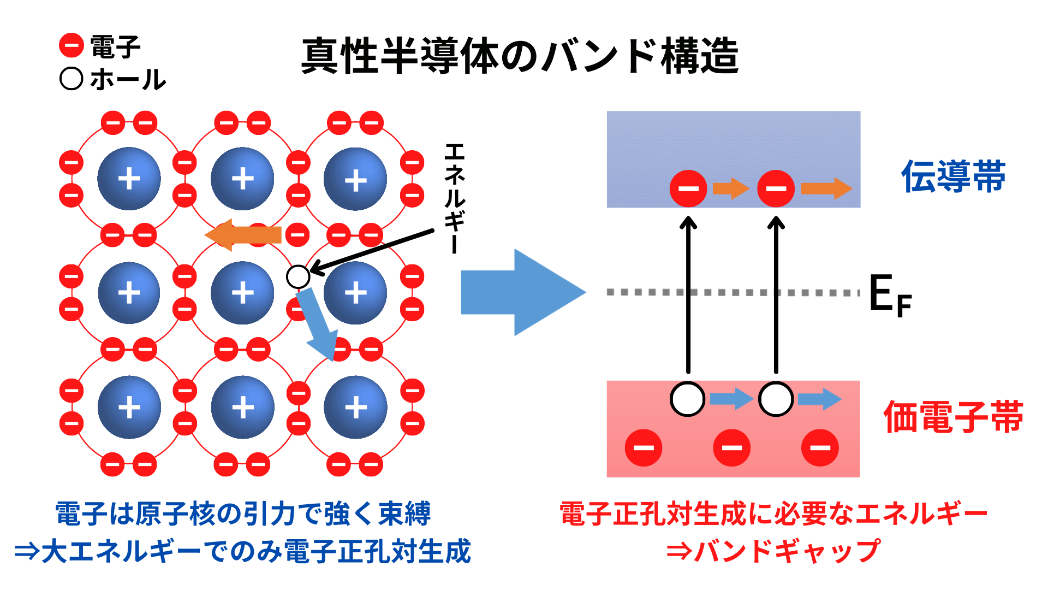 真性半導体のバンド構造
電子
ホール
エネルギー
伝導帯
EF
価電子帯
電子は原子核の引力で強く束縛
⇒大エネルギーでのみ電子正孔対生成
電子正孔対生成に必要なエネルギー
⇒バンドギャップ